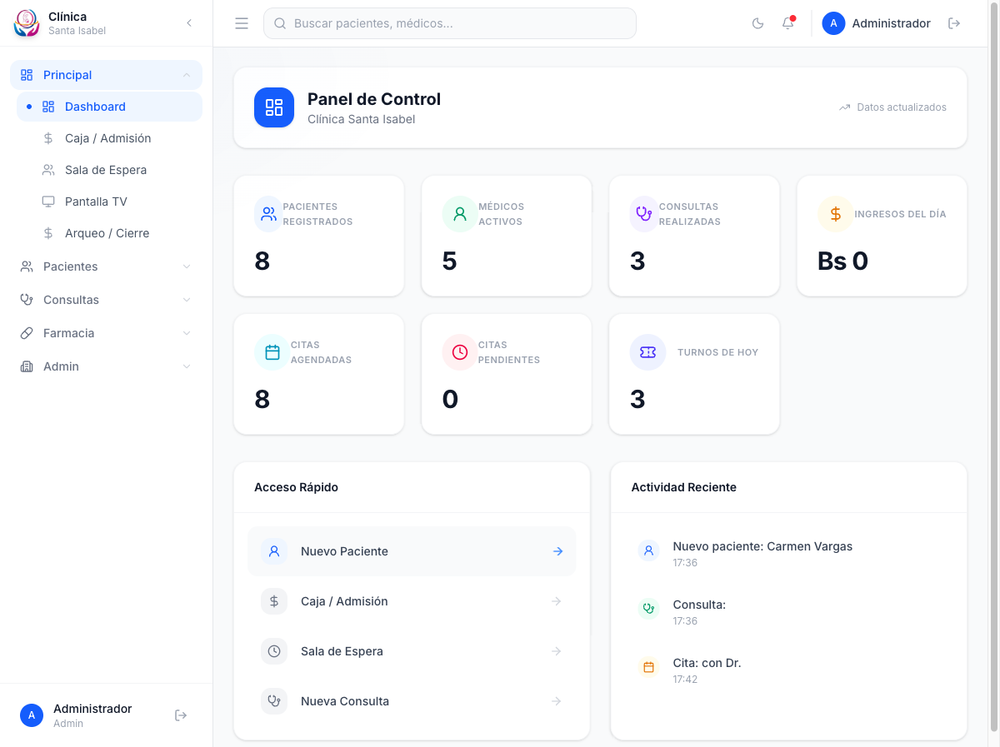 Clínica
Santa Isabel
Principal
Dashboard
Caja / Admisión
Sala de Espera
Pantalla TV
Arqueo / Cierre
Pacientes
Consultas
Farmacia
Admin
A
Administrador
Admin
Buscar pacientes, médicos...
A
Administrador
Panel de Control
Clínica Santa Isabel
Datos actualizados
PACIENTES
REGISTRADOS
8
MÉDICOS
ACTIVOS
5
CONSULTAS
REALIZADAS
3
INGRESOS DEL DÍA
Bs 0
CITAS
AGENDADAS
8
CITAS
PENDIENTES
0
TURNOS DE HOY
3
Acceso Rápido
Nuevo Paciente
Caja / Admisión
Sala de Espera
Nueva Consulta
Actividad Reciente
Nuevo paciente: Carmen Vargas
17:36
Consulta:
17:36
Cita: con Dr.
17:42